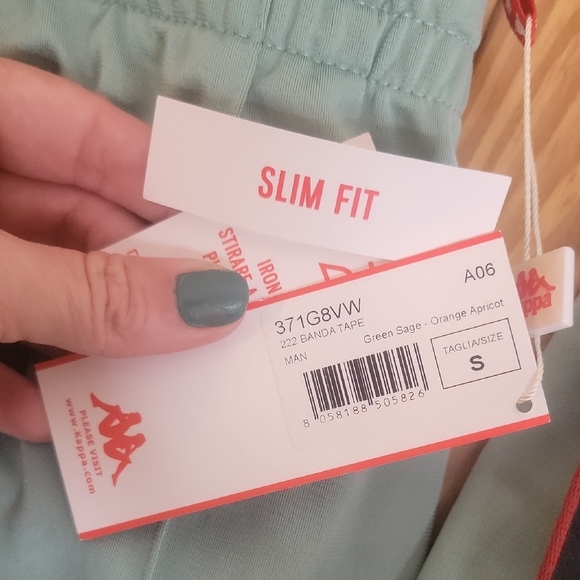 SLIM FIT
IRON
STIRARE A
371G8VW
A06
222 BANDA TAPE
Green Sage - Orange Apricot
MAN
TAGLIA/SIZE
S
8 058188 505826
PLEASE VISIT
www.Kappa.com